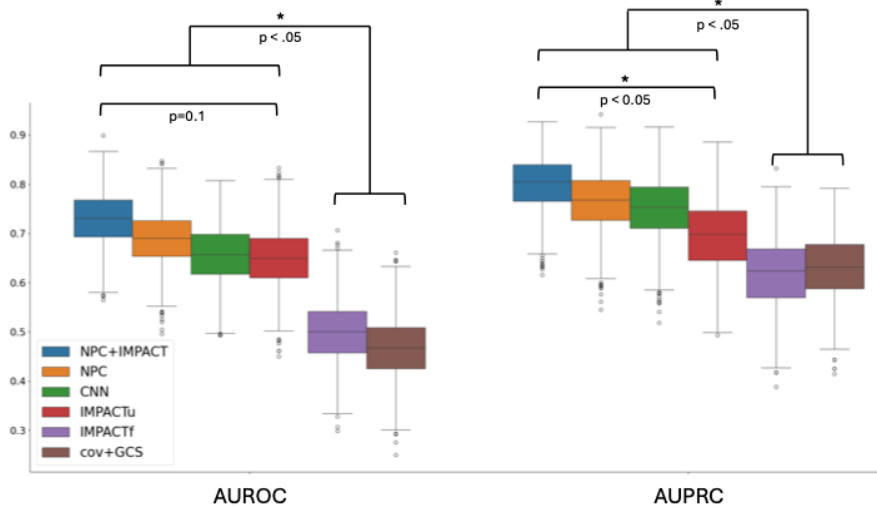 *
p < .05
p=0.1
*
p < .05
*
p < 0.05
0.9
0.8
0.7
0.6
0.5
0.4
0.3
NPC+IMPACT
NPC
CNN
IMPACTu
IMPACTf
cov+GCS
AUROC
AUPRC